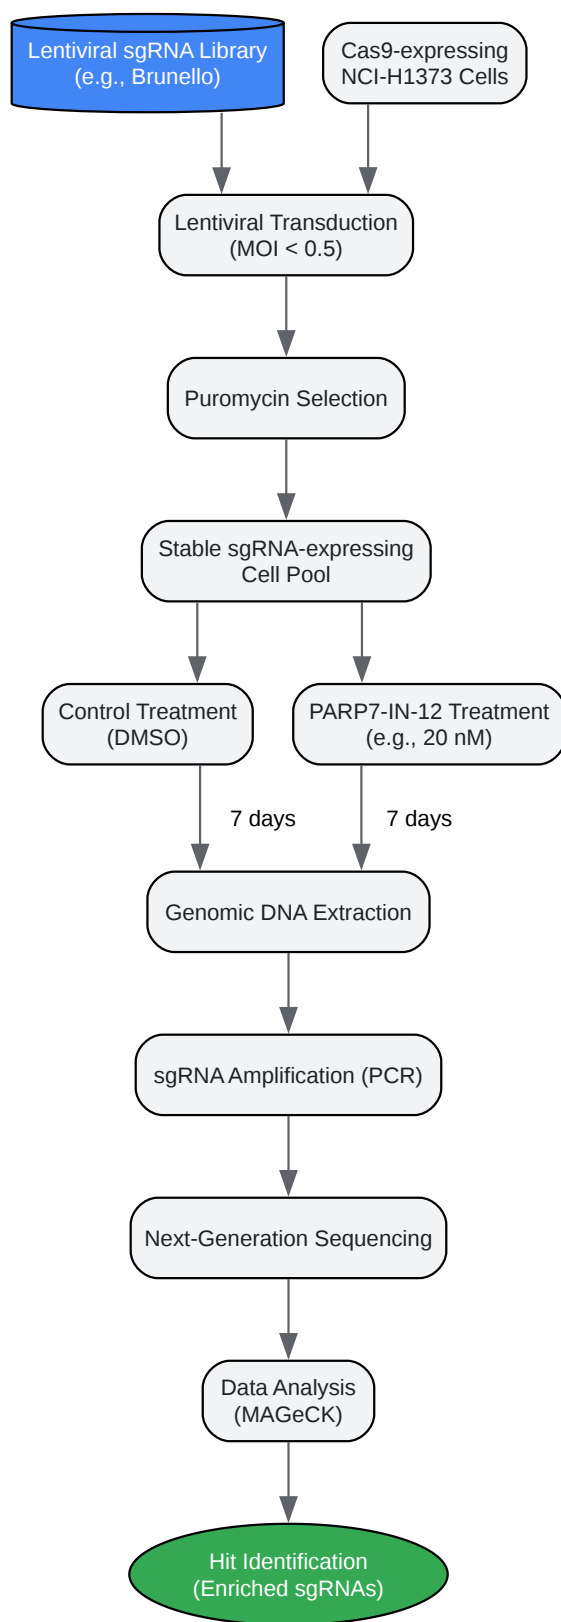 Lentiviral sgRNA Library
(e.g., Brunello)
Cas9-expressing
NCI-H1373 Cells
Lentiviral Transduction
(MOI < 0.5)
Puromycin Selection
Stable sgRNA-expressing
Cell Pool
Control Treatment
(DMSO)
PARP7-IN-12 Treatment
(e.g., 20 nM)
7 days
7 days
Genomic DNA Extraction
sgRNA Amplification (PCR)
Next-Generation Sequencing
Data Analysis
(MAGeCK)
Hit Identification
(Enriched sgRNAs)